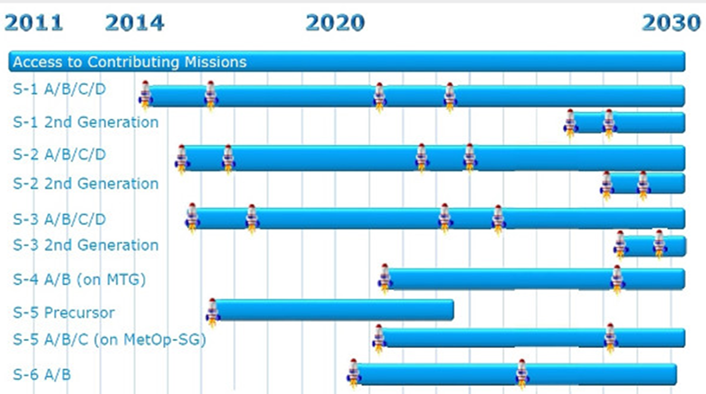 2011 2014 2020 2030
Access to Contributing Missions
S-1 A/B/C/D
S-1 2nd Generation
S-2 A/B/C/D
S-2 2nd Generation
S-3 A/B/C/D
S-3 2nd Generation
S-4 A/B (on MTG)
S-5 Precursor
S-5 A/B/C (on MetOp-SG)
S-6 A/B